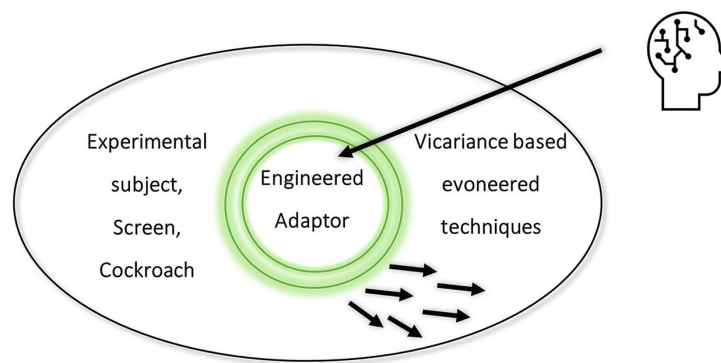 Experimental
subject,
Screen,
Cockroach
Engineered
Adaptor
Vicariance based
evoneered
techniques